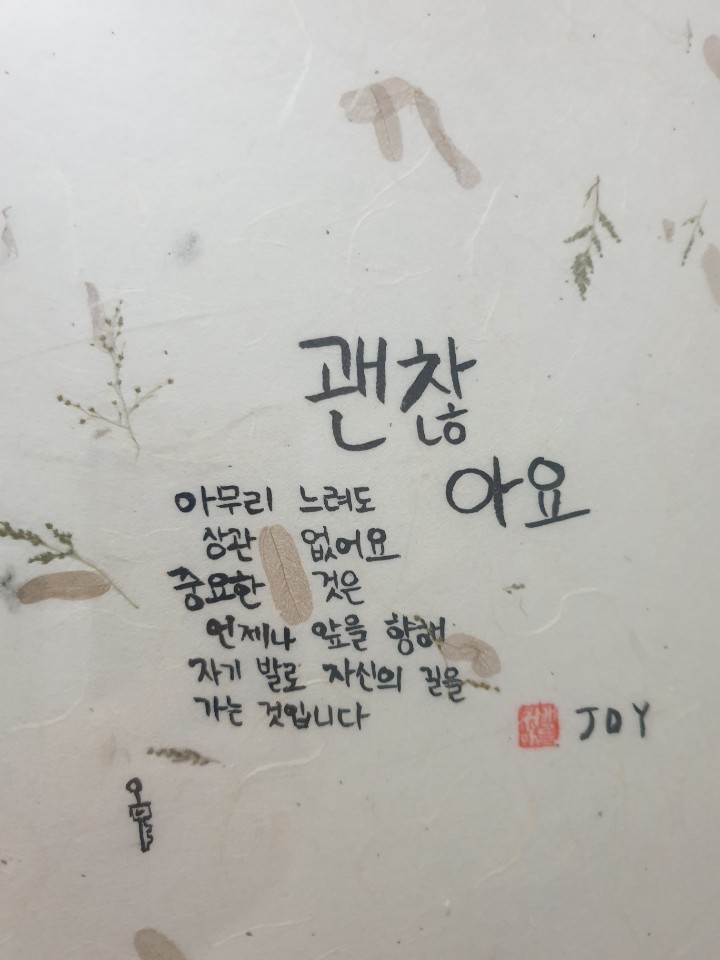 괜찮
아요
아무리 느려도
상관 없어요
중요한 것은
언제나 앞을 향해
자기 발로 자신의 길을
가는 것입니다
JOY